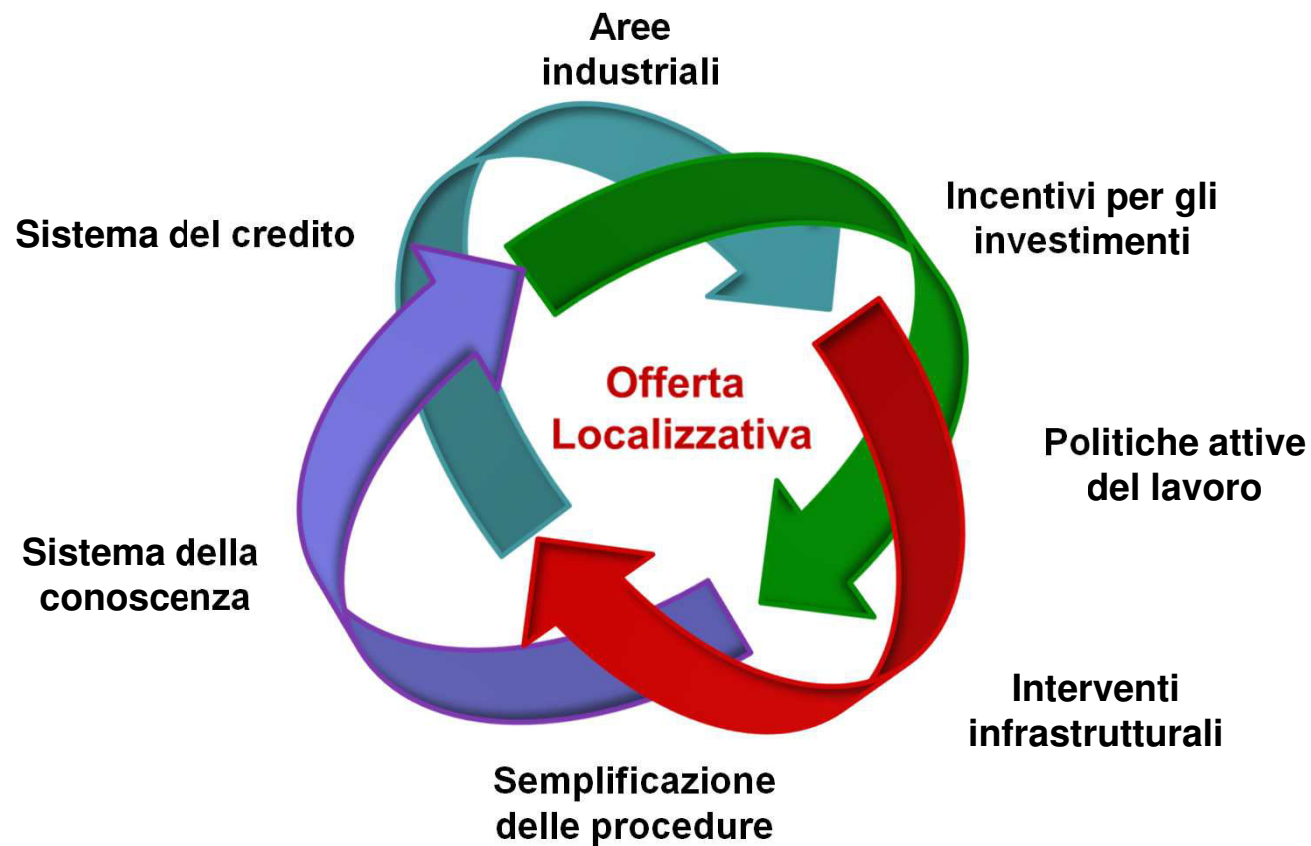 Aree
industriali
Incentivi per gli
investimenti
Sistema del credito
Offerta
Localizzativa
Politiche attive
del lavoro
Sistema della
conoscenza
Interventi
infrastrutturali
Semplificazione
delle procedure